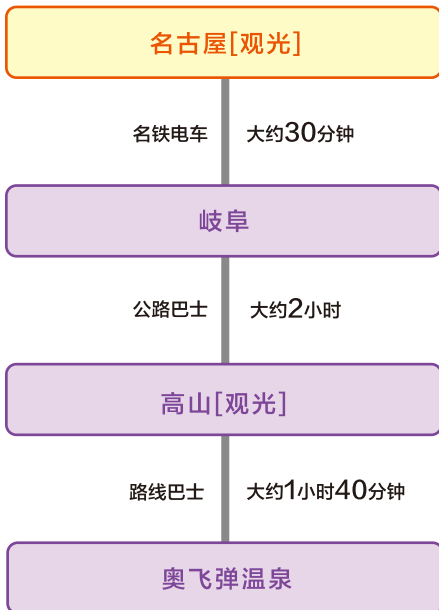 名古屋[观光]
名铁电车 大约30分钟
岐阜
公路巴士 大约2小时
高山[观光]
路线巴士 大约1小时40分钟
奥飞弹温泉